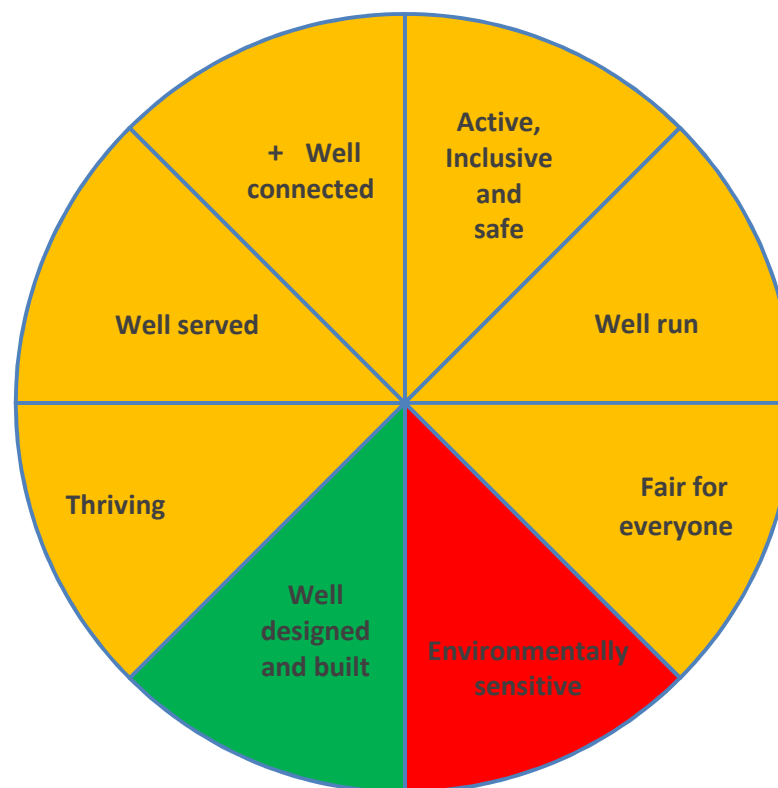 Active,
Inclusive
and
safe
Well run
Fair for
everyone
Environmentally
sensitive
Well
designed
and built
Thriving
Well served
+ Well
connected